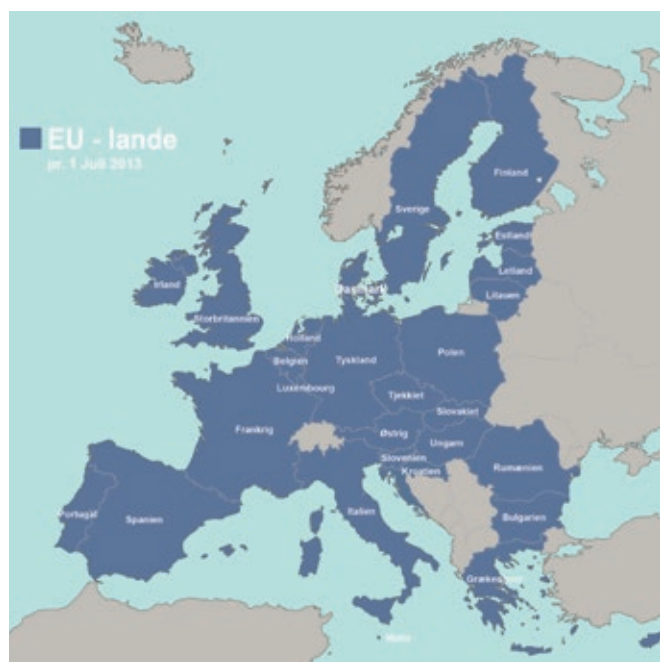 EU - lande
pr. 1 Juli 2013
Finland
Sverige
Estland
Letland
Irland
Danmark
Litauen
Storbritannien
Holland
Belgien
Tyskland
Polen
Luxembourg
Tjekkiet
Slovakiet
Frankrig
Østrig
Ungarn
Slovenien
Kroatien
Rumænien
Portugal
Spanien
Italien
Bulgarien
Malta